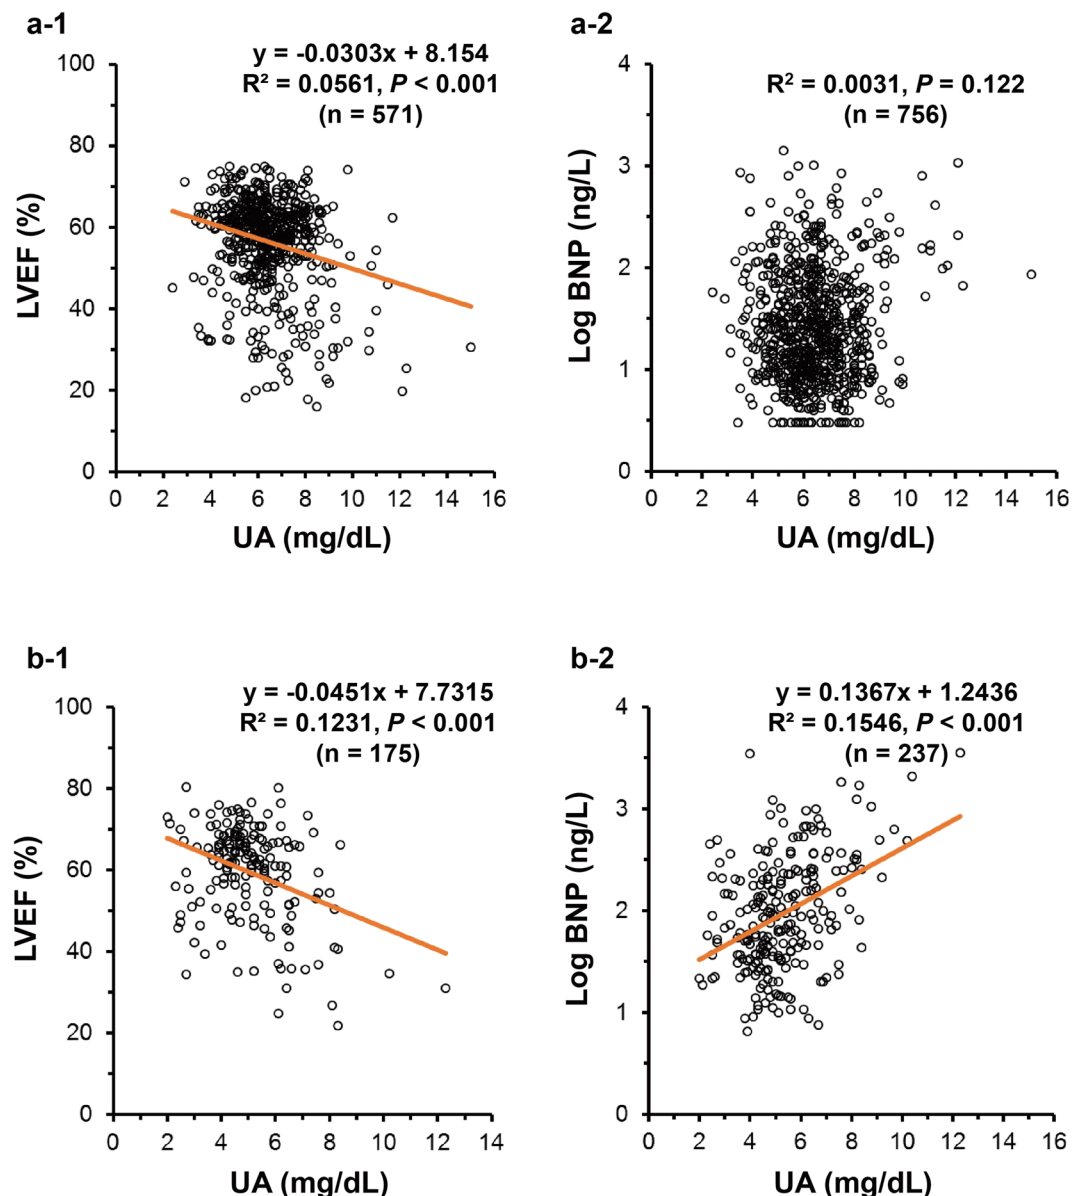 a-1
y = -0.0303x + 8.154
R² = 0.0561, P < 0.001
(n = 571)
100
80
60
40
20
0
LVEF (%)
0 2 4 6 8 10 12 14 16
UA (mg/dL)
a-2
R² = 0.0031, P = 0.122
(n = 756)
4
3
2
1
0
Log BNP (ng/L)
0 2 4 6 8 10 12 14 16
UA (mg/dL)
b-1
y = -0.0451x + 7.7315
R² = 0.1231, P < 0.001
(n = 175)
100
80
60
40
20
0
LVEF (%)
0 2 4 6 8 10 12 14
UA (mg/dL)
b-2
y = 0.1367x + 1.2436
R² = 0.1546, P < 0.001
(n = 237)
4
3
2
1
0
Log BNP (ng/L)
0 2 4 6 8 10 12 14 16
UA (mg/dL)